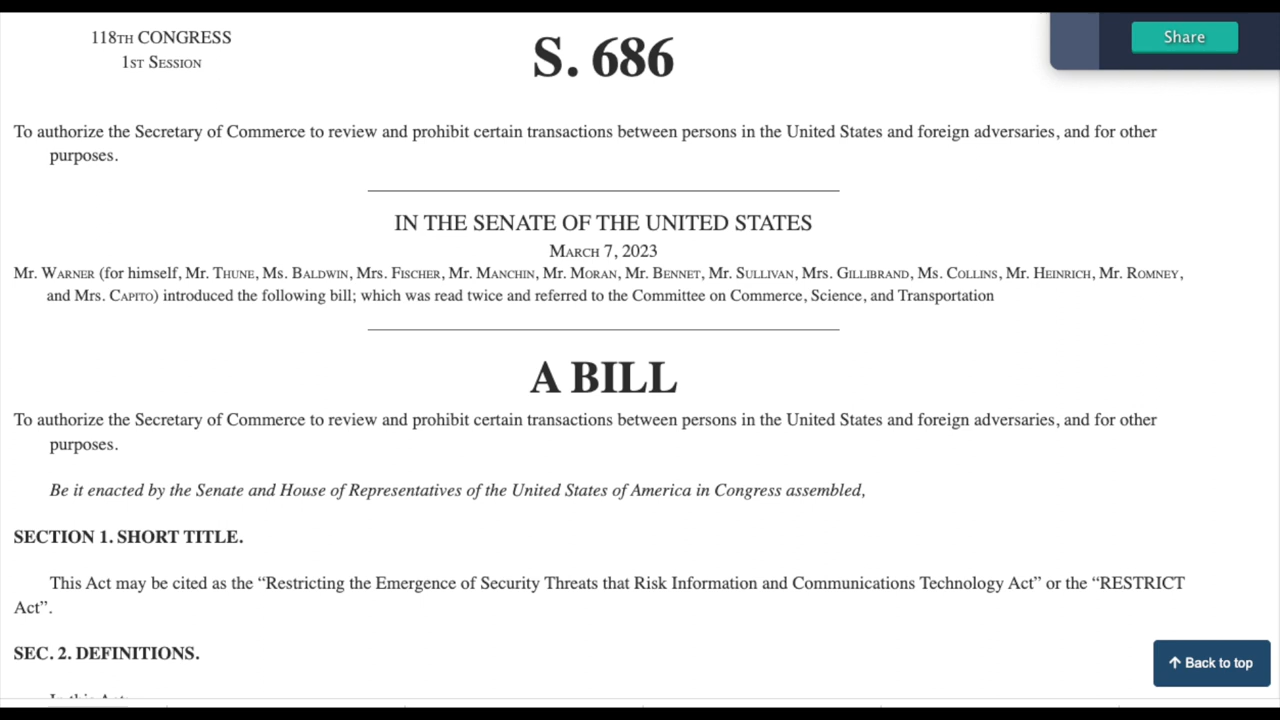 118TH CONGRESS
1ST SESSION
S. 686
Share
To authorize the Secretary of Commerce to review and prohibit certain transactions between persons in the United States and foreign adversaries, and for other
purposes.
IN THE SENATE OF THE UNITED STATES
MARCH 7, 2023
Mr. WARNER (for himself, Mr. THUNE, Ms. BALDWIN, Mrs. FISCHER, Mr. MANCHIN, Mr. MORAN, Mr. BENNET, Mr. SULLIVAN, Mrs. GILLIBRAND, Ms. COLLINS, Mr. HEINRICH, Mr. ROMNEY,
and Mrs. CAPITO) introduced the following bill; which was read twice and referred to the Committee on Commerce, Science, and Transportation
A BILL
To authorize the Secretary of Commerce to review and prohibit certain transactions between persons in the United States and foreign adversaries, and for other
purposes.
Be it enacted by the Senate and House of Representatives of the United States of America in Congress assembled,
SECTION 1. SHORT TITLE.
This Act may be cited as the “Restricting the Emergence of Security Threats that Risk Information and Communications Technology Act” or the “RESTRICT
Act”.
SEC. 2. DEFINITIONS.
↑ Back to top